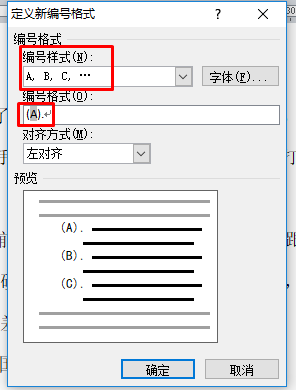 定义新编号格式
编号格式
编号样式(N):
A, B, C, …
字体(F)...
编号格式(O):
(A).↵
对齐方式(M):
左对齐
预览
(A).
(B).
(C).
确定
取消